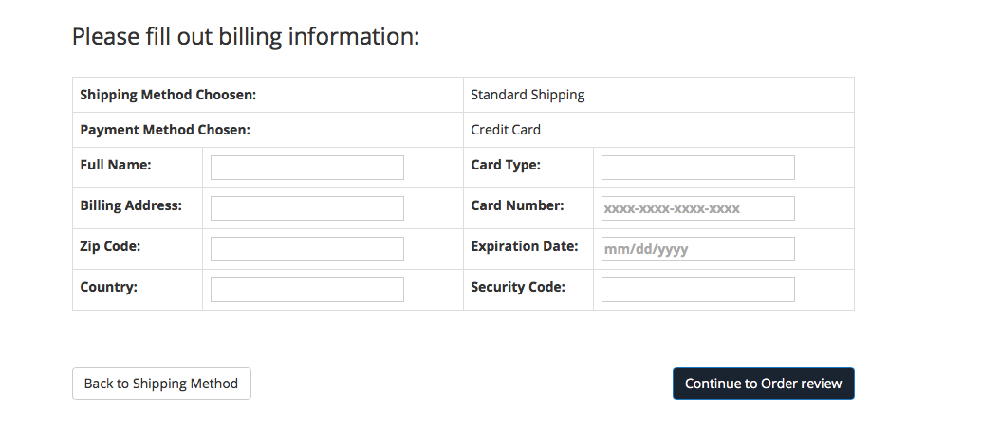 Please fill out billing information:
Shipping Method Choosen: Standard Shipping
Payment Method Chosen: Credit Card
Full Name: Card Type:
Billing Address: Card Number: xxxx-xxxx-xxxx-xxxx
Zip Code: Expiration Date: mm/dd/yyyy
Country: Security Code:
Back to Shipping Method Continue to Order review